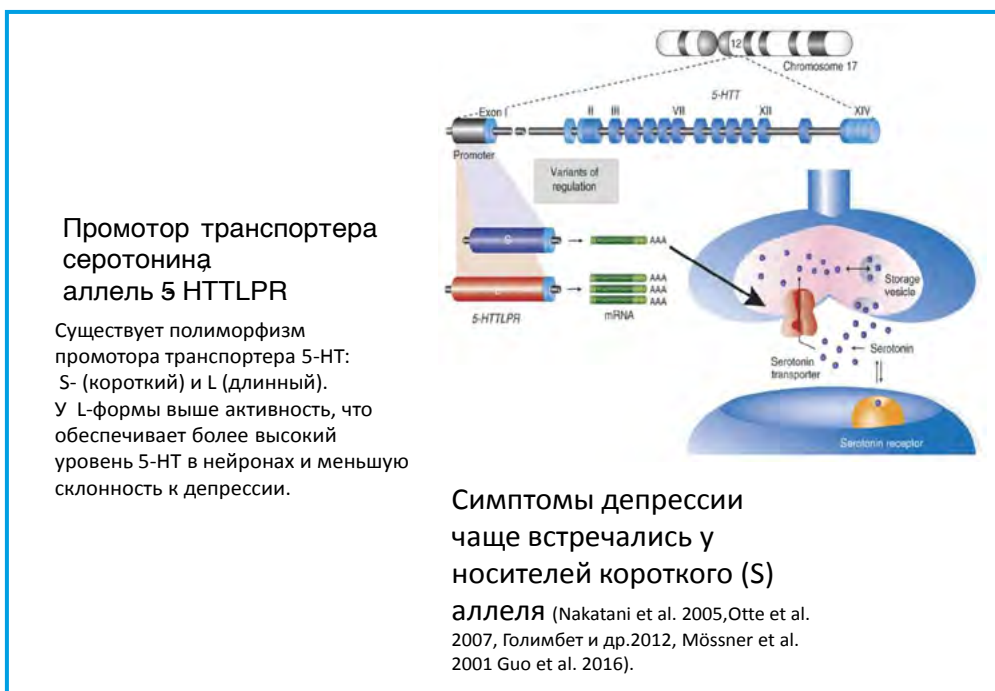 12
Chromosome 17
5-HTT
Exon I
II
III
VII
XII
XIV
Promoter
Variants of
regulation
S
AAA
L
AAA
AAA
AAA
5-HTTLPR
mRNA
Storage
vesicle
Serotonin
Serotonin
transporter
Serotonin receptor
Промотор транспортера
серотонина,
аллель 5 HTTLPR
Существует полиморфизм
промотора транспортера 5-НТ:
S- (короткий) и L (длинный).
У L-формы выше активность, что
обеспечивает более высокий
уровень 5-НТ в нейронах и меньшую
склонность к депрессии.
Симптомы депрессии
чаще встречались у
носителей короткого (S)
аллеля (Nakatani et al. 2005,Otte et al.
2007, Голимбет и др.2012, Mössner et al.
2001 Guo et al. 2016).